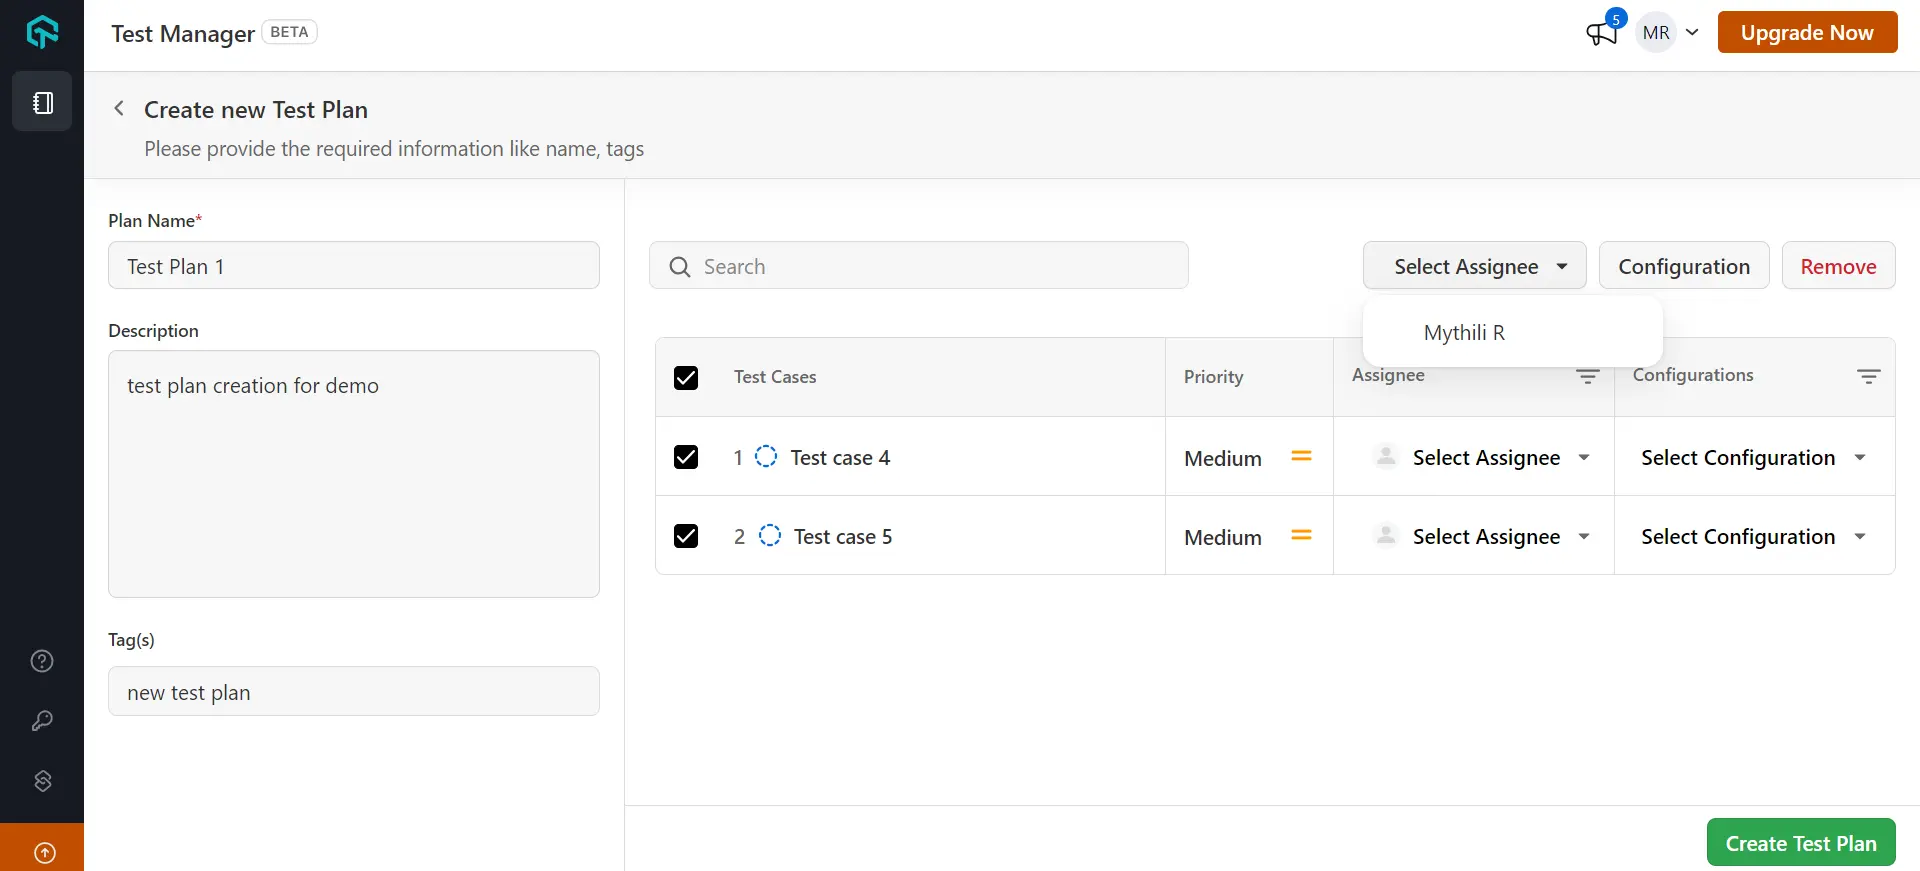 Test Manager BETA
5
MR
Upgrade Now
Create new Test Plan
Please provide the required information like name, tags
Plan Name*
Test Plan 1
Description
test plan creation for demo
Tag(s)
new test plan
Search
Select Assignee
Configuration
Remove
Mythili R
Test Cases
Priority
Assignee
Configurations
1 Test case 4
Medium
Select Assignee
Select Configuration
2 Test case 5
Medium
Select Assignee
Select Configuration
Create Test Plan